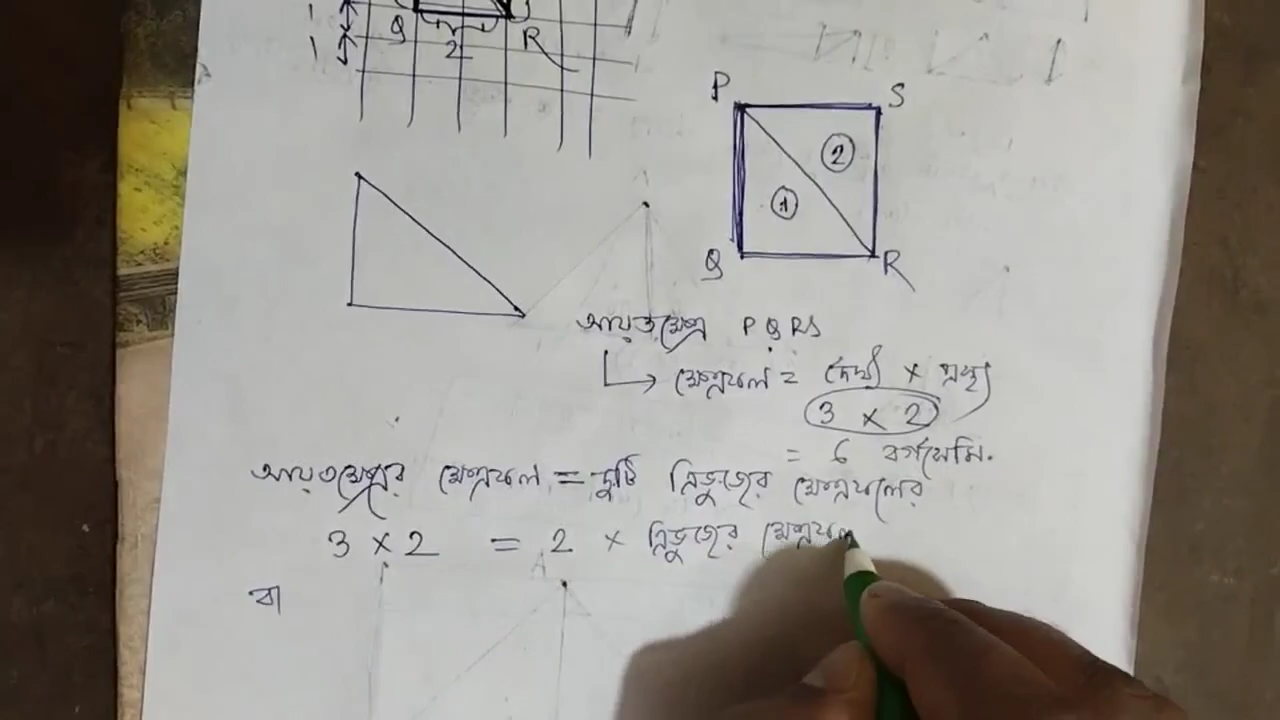 1
1
Q
2
R
P
S
2
1
Q
R
A
আয়তক্ষেত্র PQRS
ক্ষেত্রফল = দৈর্ঘ্য × প্রস্থ
3 × 2
= 6 বর্গসেমি.
আয়তক্ষেত্রের ক্ষেত্রফল = দুটি ত্রিভুজের ক্ষেত্রফলের
3 × 2 = 2 × ত্রিভুজের ক্ষেত্রফল
বা
A